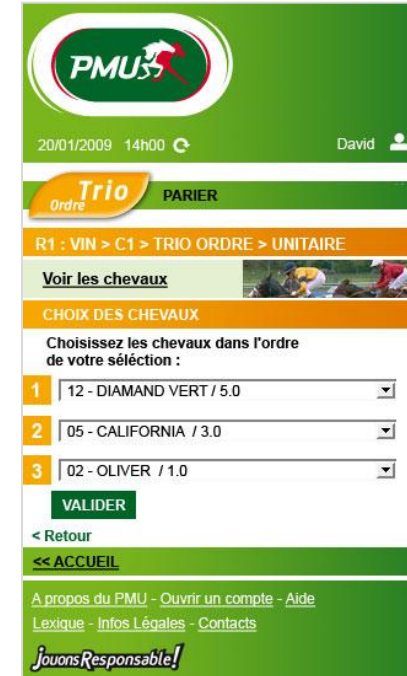 PMU
20/01/2009 14h00 David
Trio
Ordre
PARIER
R1 : VIN > C1 > TRIO ORDRE > UNITAIRE
Voir les chevaux
CHOIX DES CHEVAUX
Choisissez les chevaux dans l'ordre
de votre séléction :
1 12 - DIAMAND VERT / 5.0
2 05 - CALIFORNIA / 3.0
3 02 - OLIVER / 1.0
VALIDER
< Retour
<< ACCUEIL
A propos du PMU - Ouvrir un compte - Aide
Lexique - Infos Légales - Contacts
jouonsResponsable!